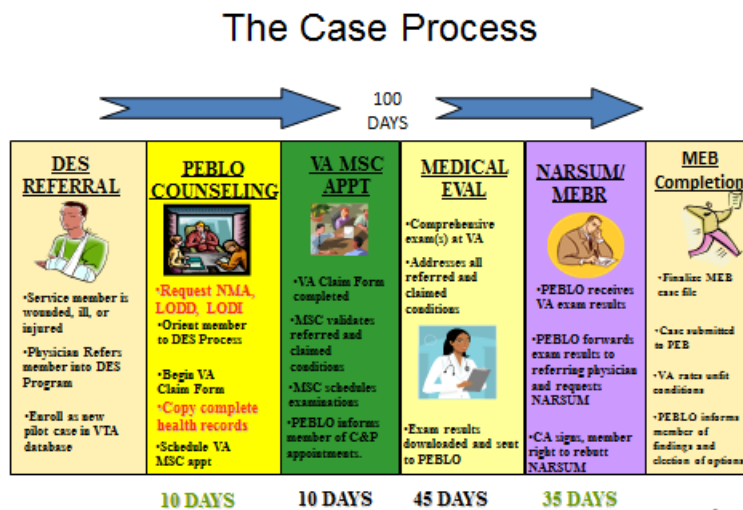 The Case Process
100
DAYS
DES
REFERRAL
•Service member is
wounded, ill, or
injured
•Physician Refers
member into DES
Program
•Enroll as new
pilot case in VTA
database
PEBLO
COUNSELING
•Request NMA,
LODD, LODI
•Orient member
to DES Process
•Begin VA
Claim Form
•Copy complete
health records
•Schedule VA
MSC appt
VA MSC
APPT
•VA Claim Form
completed
•MSC validates
referred and
claimed
conditions
•MSC schedules
examinations
•PEBLO informs
member of C&P
appointments.
MEDICAL
EVAL
•Comprehensive
exam(s) at VA
•Addresses all
referred and
claimed
conditions
•Exam results
downloaded and sent
to PEBLO
NARSUM/
MEBR
•PEBLO receives
VA exam results
•PEBLO forwards
exam results to
referring physician
and requests
NARSUM
•CA signs, member
right to rebutt
NARSUM
MEB
Completion
•Finalize MEB
case file
•Case submitted
to PEB
•VA rates unfit
conditions
•PEBLO informs
member of
findings and
election of options
10 DAYS
10 DAYS
45 DAYS
35 DAYS